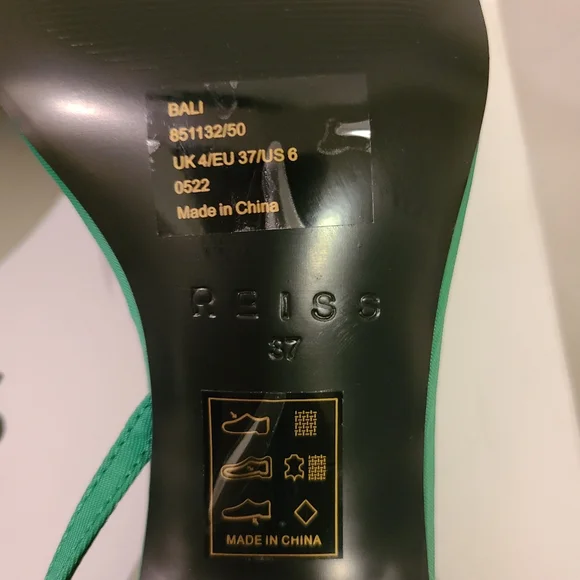 BALI
851132/50
UK 4/EU 37/US 6
0522
Made in China
REISS
37
MADE IN CHINA